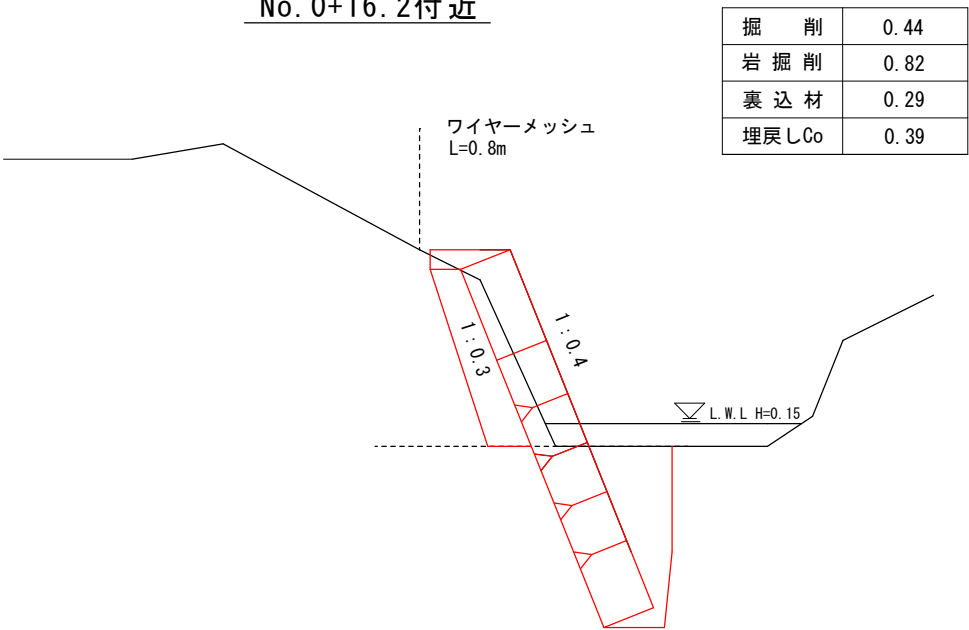 No.0+16.2付近
掘 削 0.44
岩 掘 削 0.82
裏 込 材 0.29
埋戻しCo 0.39
ワイヤーメッシュ
L=0.8m
1:0.3
1:0.4
L.W.L H=0.15